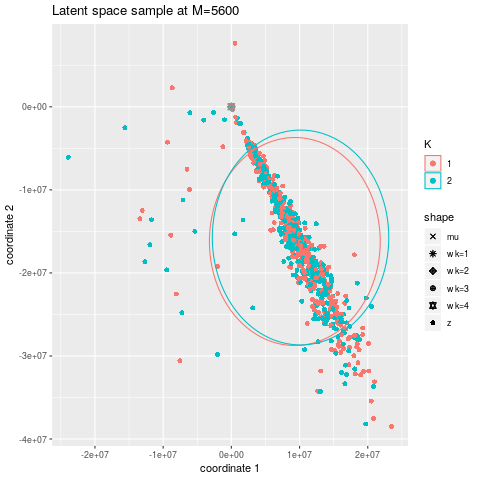 Latent space sample at M=5600
0e+00
-1e+07
-2e+07
-3e+07
-4e+07
coordinate 2
-2e+07 -1e+07 0e+00 1e+07 2e+07
coordinate 1
K
1
2
shape
mu
w k=1
w k=2
w k=3
w k=4
z